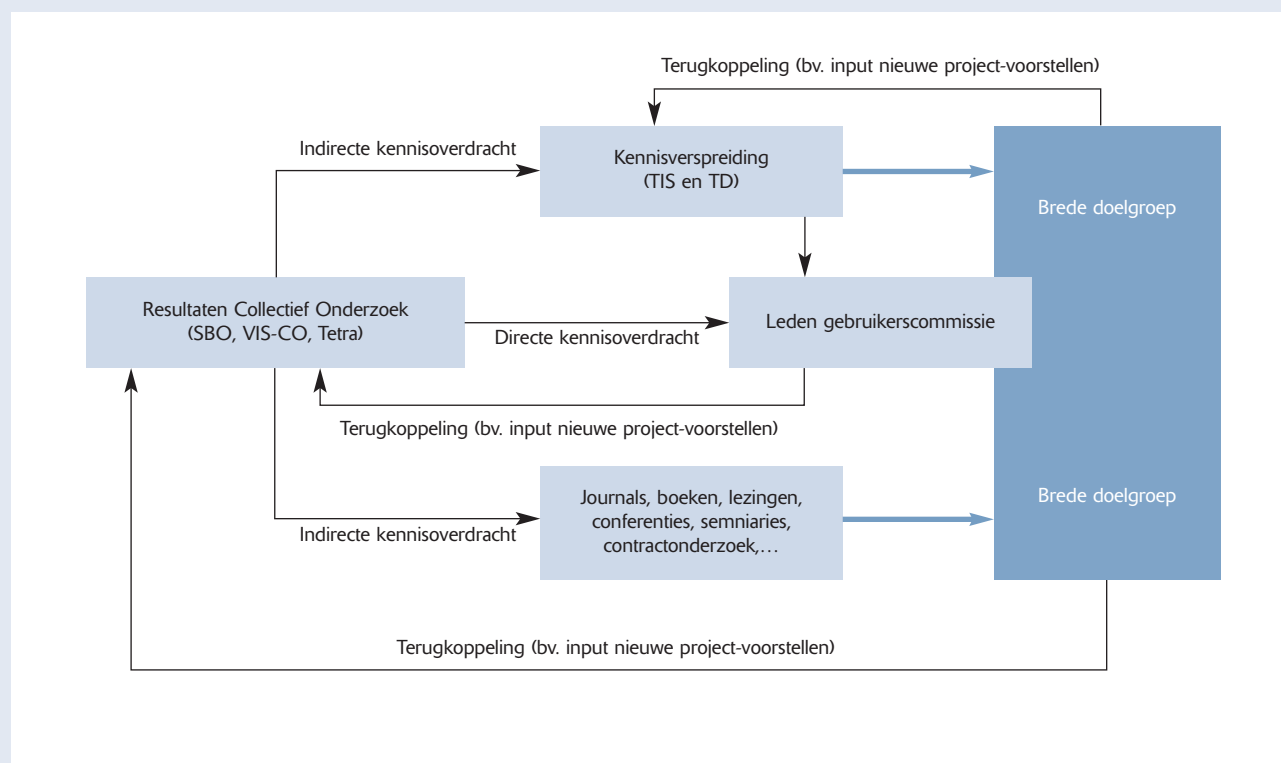 Terugkoppeling (bv. input nieuwe project-voorstellen)
Indirecte kennisoverdracht
Kennisverspreiding
(TIS en TD)
Brede doelgroep
Resultaten Collectief Onderzoek
(SBO, VIS-CO, Tetra)
Directe kennisoverdracht
Leden gebruikerscommissie
Terugkoppeling (bv. input nieuwe project-voorstellen)
Indirecte kennisoverdracht
Journals, boeken, lezingen,
conferenties, semniaries,
contractonderzoek,...
Brede doelgroep
Terugkoppeling (bv. input nieuwe project-voorstellen)